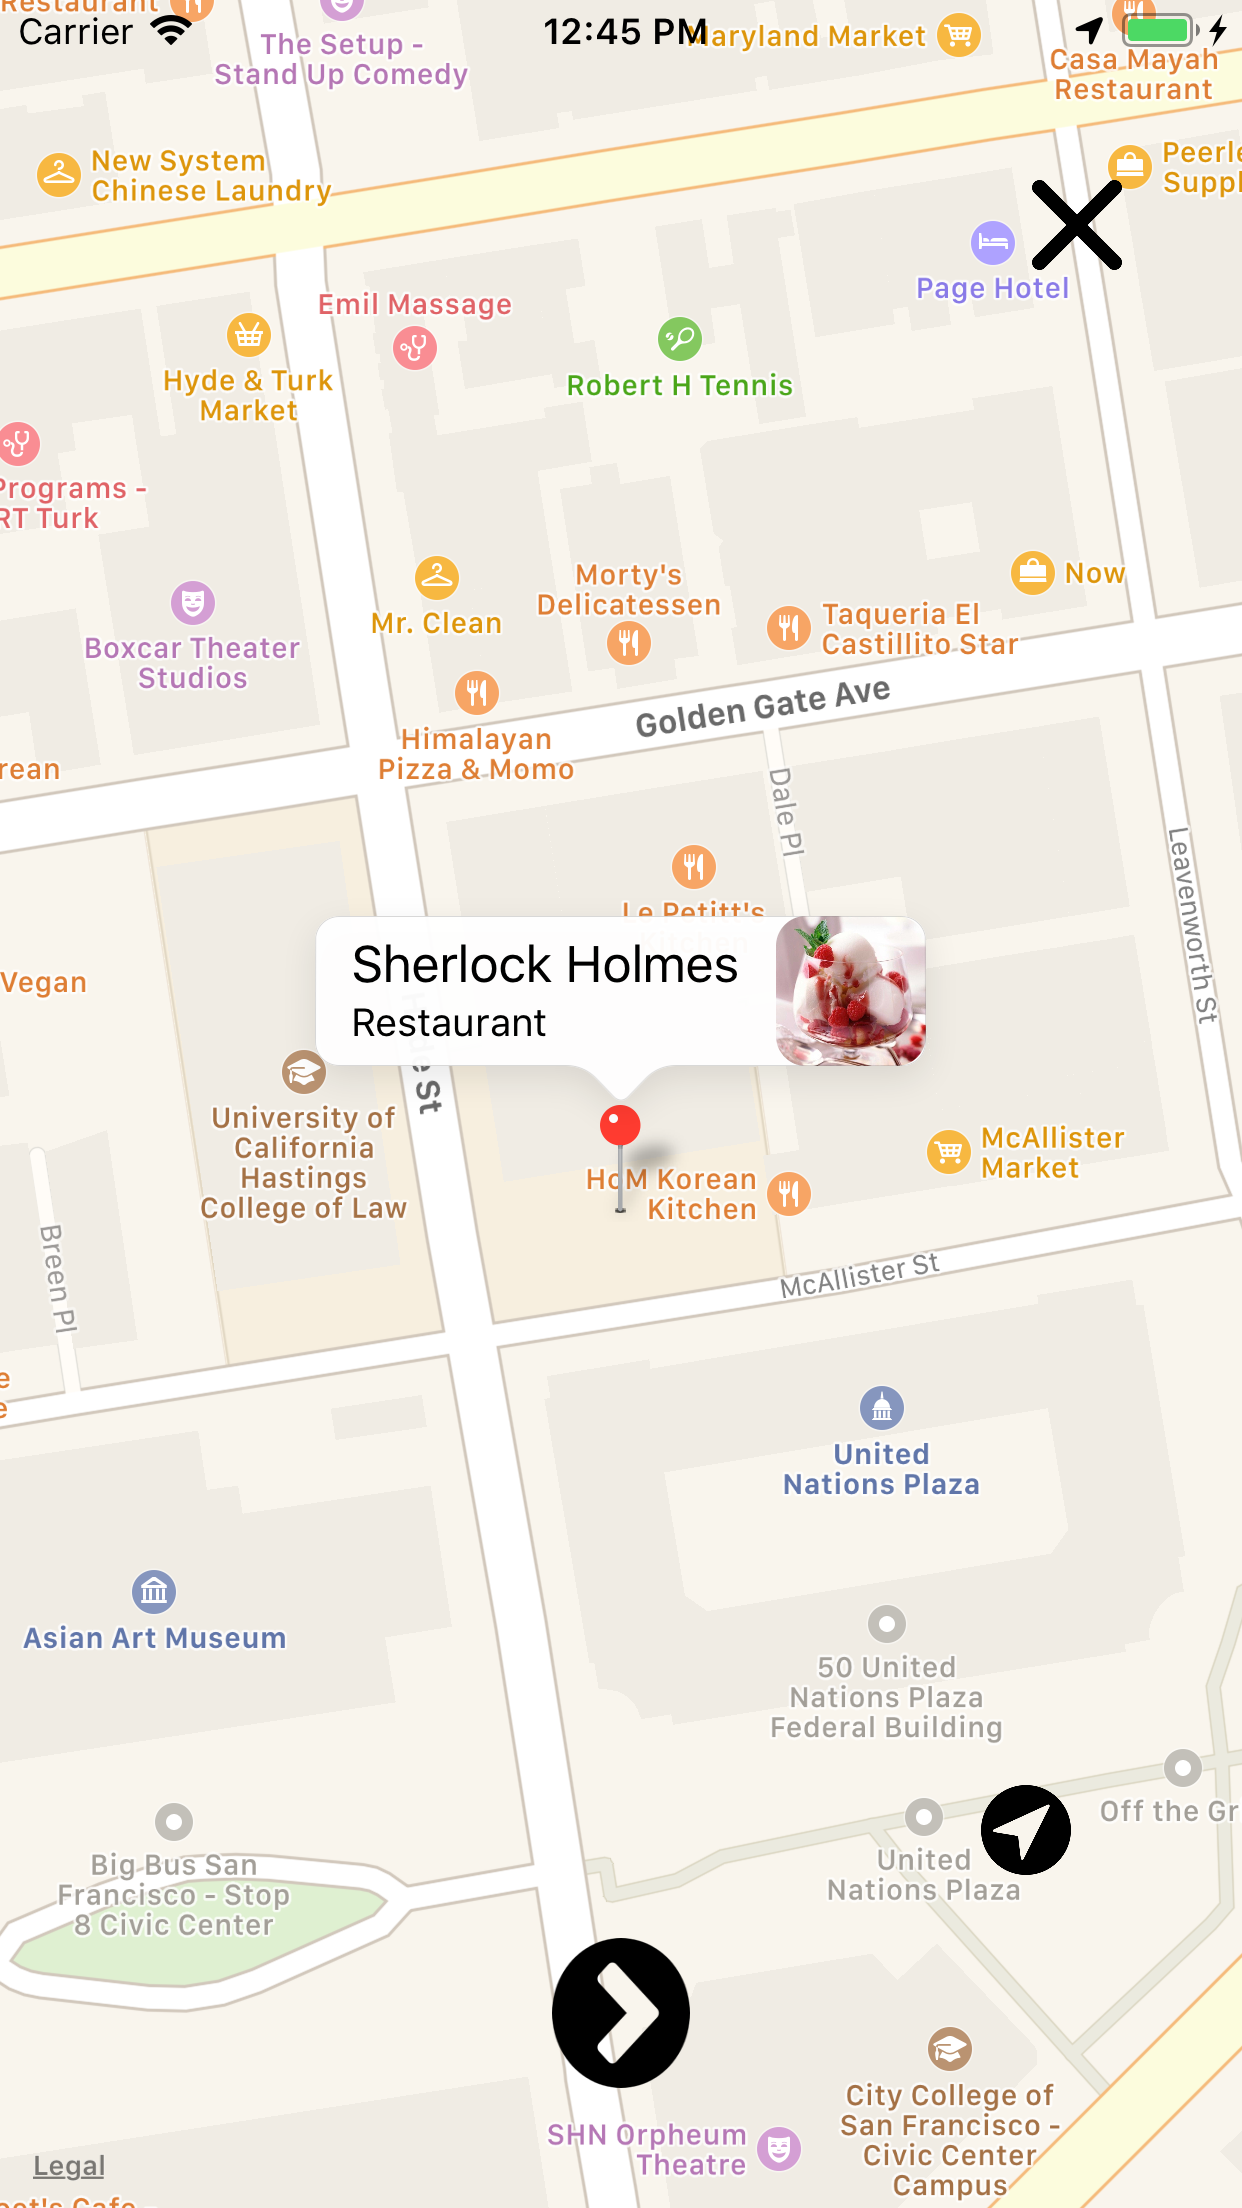 Restaurant
Carrier
12:45 PM
The Setup -
Stand Up Comedy
Maryland Market
Casa Mayah
Restaurant
New System
Chinese Laundry
Page Hotel
Emil Massage
Hyde & Turk
Market
Robert H Tennis
Programs -
RT Turk
Now
Morty's
Delicatessen
Mr. Clean
Taqueria El
Castillito Star
Boxcar Theater
Studios
Golden Gate Ave
Himalayan
Pizza & Momo
Dale Pl
Leavenworth St
Le Petitt's
Kitchen
Vegan
Sherlock Holmes
Restaurant
St
University of
California
Hastings
College of Law
McAllister
Market
HoM Korean
Kitchen
Breen Pl
McAllister St
United
Nations Plaza
Asian Art Museum
50 United
Nations Plaza
Federal Building
Off the Gr
United
Nations Plaza
Big Bus San
Francisco - Stop
8 Civic Center
City College of
San Francisco -
Civic Center
Campus
SHN Orpheum
Theatre
Legal